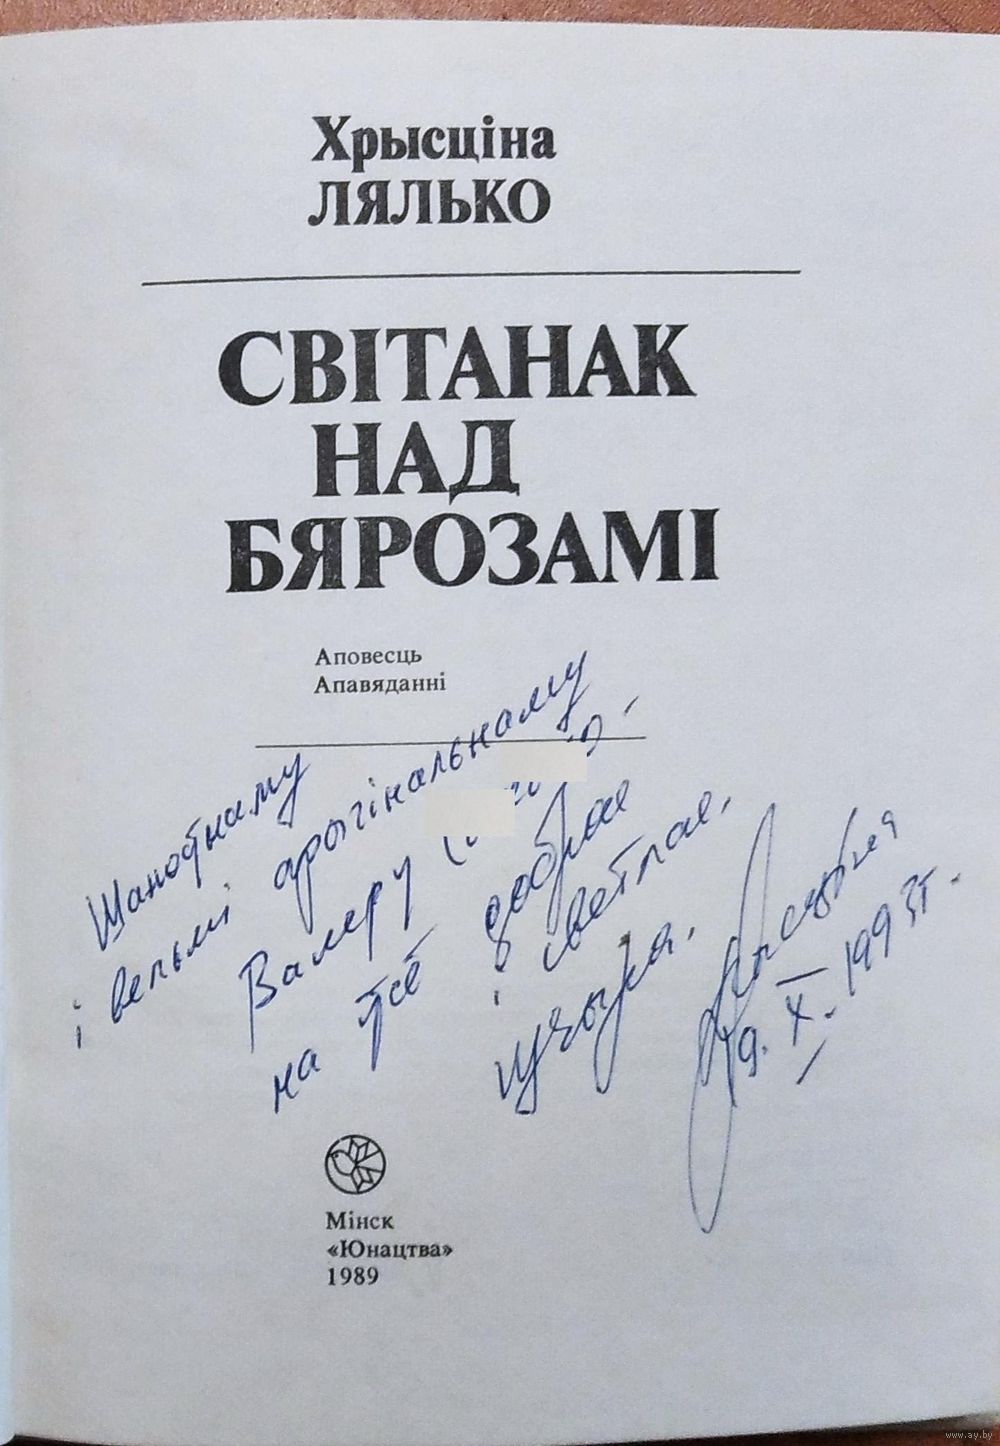 Хрысціна
ЛЯЛЬКО
СВІТАНАК
НАД
БЯРОЗАМІ
Аповесць
Апавяданні
Шаноўнаму
і вельмі арыгінальнаму
Валеру
на ўсё добрае
і светлае.
Шчыра.
9. X. 1993 г.
Мінск
«Юнацтва»
1989
www.ay.by